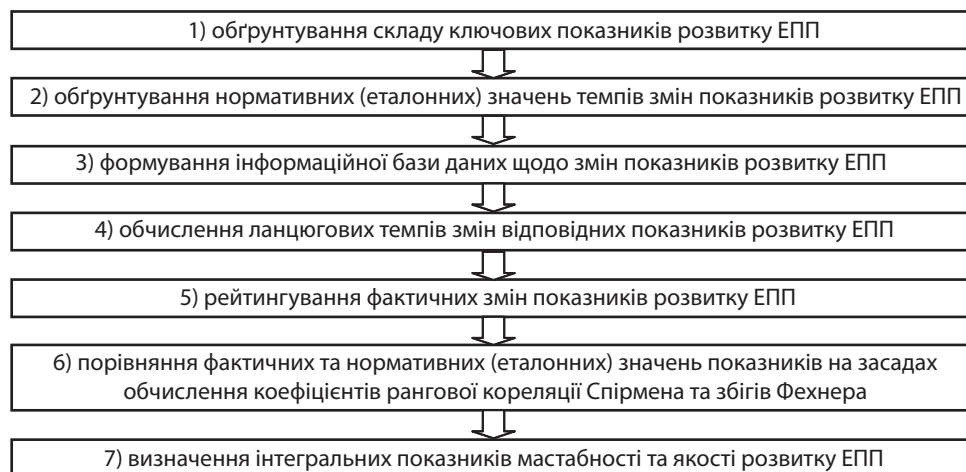 1) обґрунтування складу ключових показників розвитку ЕПП
2) обґрунтування нормативних (еталонних) значень темпів змін показників розвитку ЕПП
3) формування інформаційної бази даних щодо змін показників розвитку ЕПП
4) обчислення ланцюгових темпів змін відповідних показників розвитку ЕПП
5) рейтингування фактичних змін показників розвитку ЕПП
6) порівняння фактичних та нормативних (еталонних) значень показників на засадах
обчислення коефіцієнтів рангової кореляції Спірмена та збігів Фехнера
7) визначення інтегральних показників мастабності та якості розвитку ЕПП